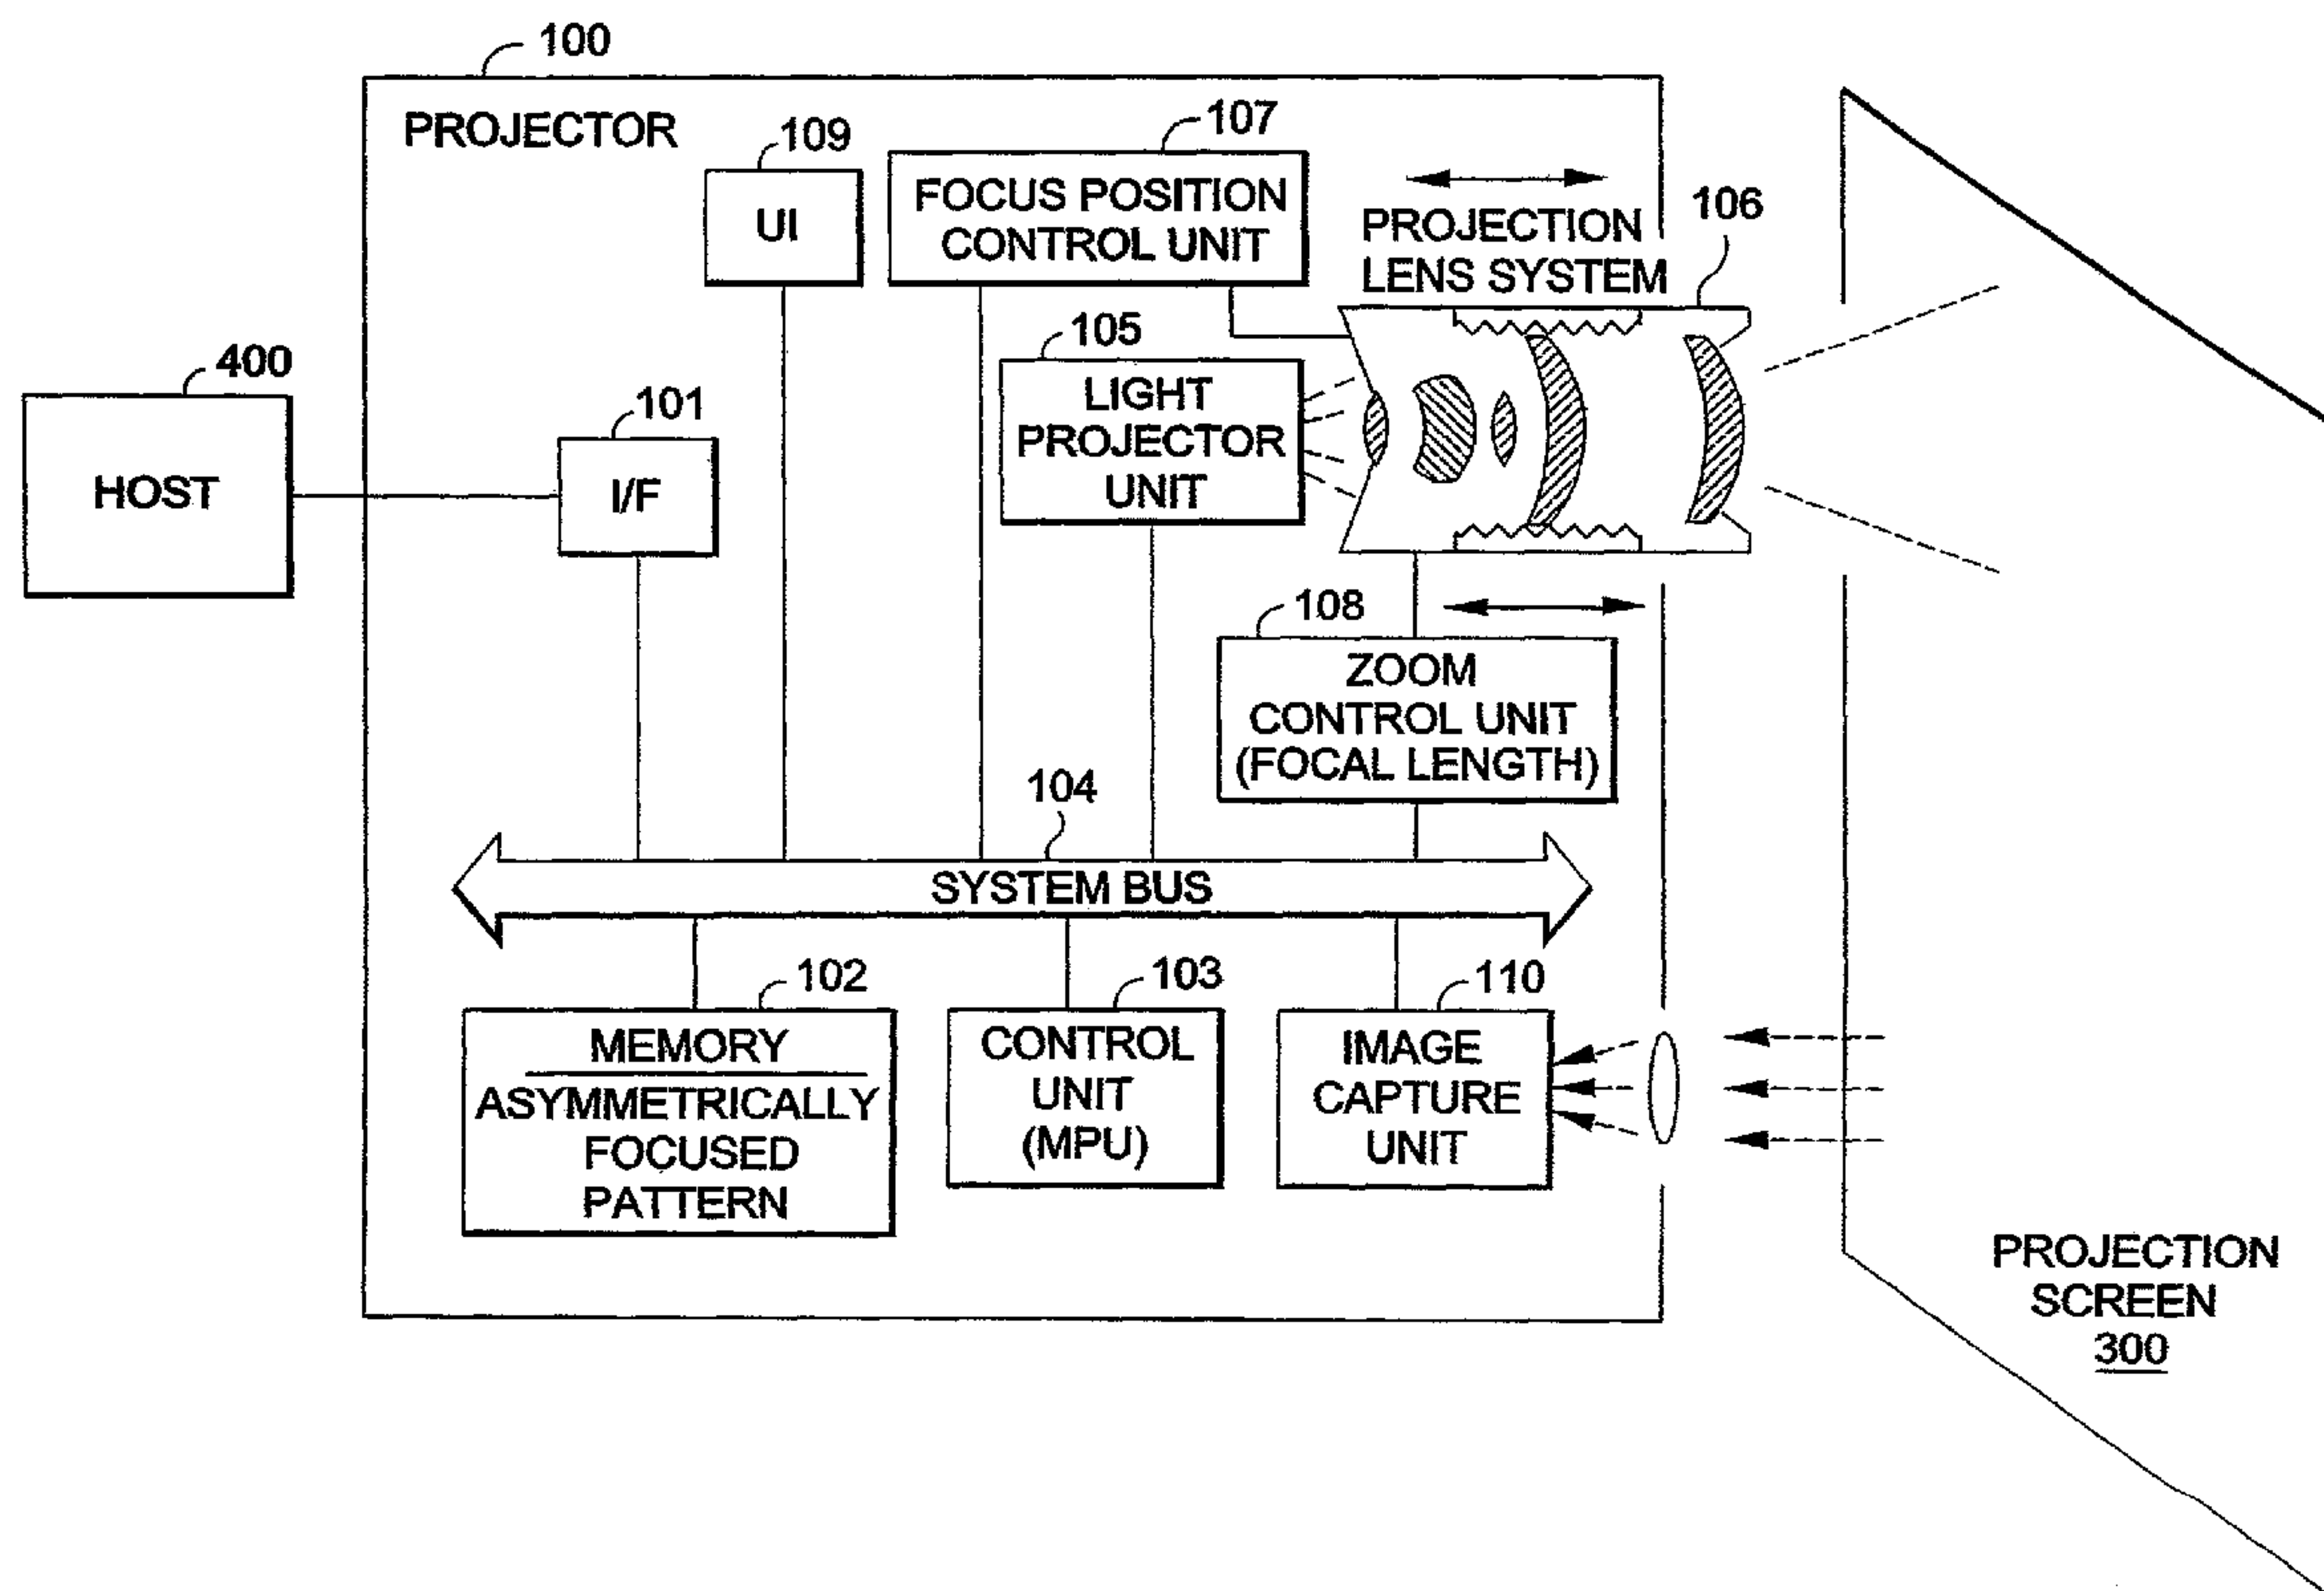 100
PROJECTOR
109
UI
107
FOCUS POSITION
CONTROL UNIT
PROJECTION
LENS SYSTEM
106
105
LIGHT
PROJECTOR
UNIT
400
HOST
101
I/F
108
ZOOM
CONTROL UNIT
(FOCAL LENGTH)
104
SYSTEM BUS
102
MEMORY
ASYMMETRICALLY
FOCUSED
PATTERN
103
CONTROL
UNIT
(MPU)
110
IMAGE
CAPTURE
UNIT
PROJECTION
SCREEN
300